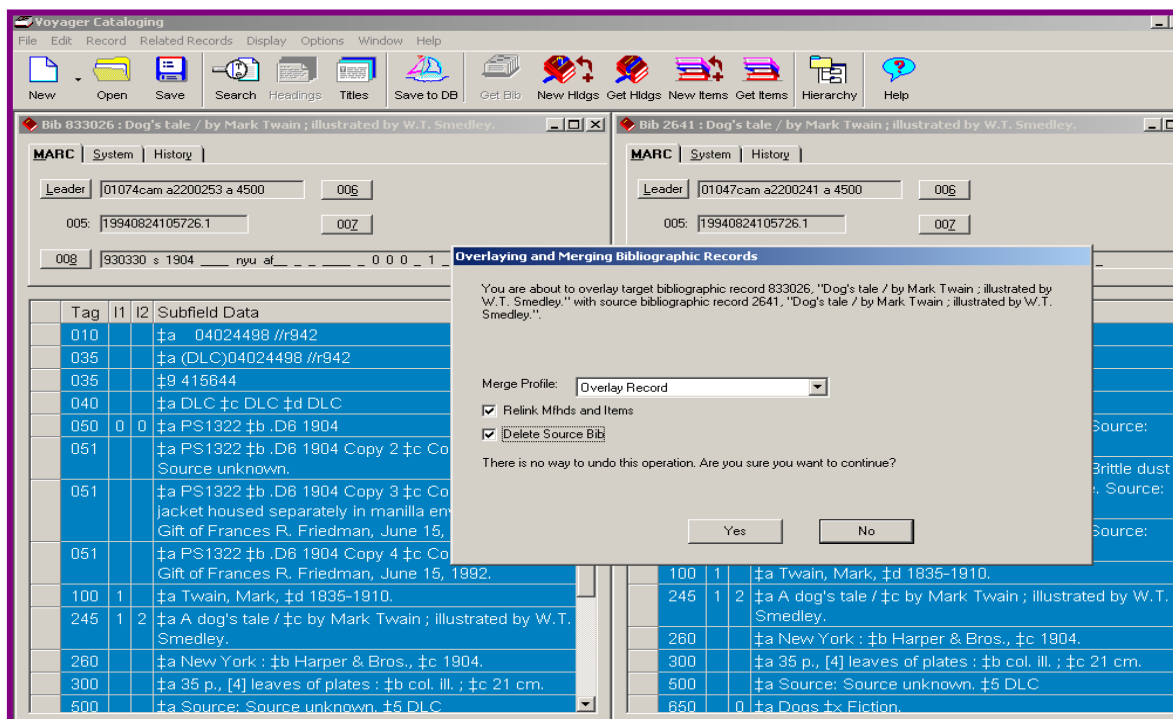 Voyager Cataloging
File Edit Record Related Records Display Options Window Help
New Open Save Search Headings Titles Save to DB Get Bib New Hldgs Get Hldgs New Items Get Items Hierarchy Help
Bib 833026 : Dog's tale / by Mark Twain ; illustrated by W.T. Smedley.
MARC System History
Leader 01074cam a2200253 a 4500 006
005: 19940824105726.1 007
008 930330 s 1904 ____ nyu af_ _ _ _____ _ 0 0 0 _ 1 _
Tag I1 I2 Subfield Data
010 ‡a 04024498 //r942
035 ‡a (DLC)04024498 //r942
035 ‡9 415644
040 ‡a DLC ‡c DLC ‡d DLC
050 0 0 ‡a PS1322 ‡b .D6 1904
051 ‡a PS1322 ‡b .D6 1904 Copy 2 ‡c Co
Source unknown.
051 ‡a PS1322 ‡b .D6 1904 Copy 3 ‡c Co
jacket housed separately in manilla en
Gift of Frances R. Friedman, June 15,
051 ‡a PS1322 ‡b .D6 1904 Copy 4 ‡c Co
Gift of Frances R. Friedman, June 15, 1992.
100 1 ‡a Twain, Mark, ‡d 1835-1910.
245 1 2 ‡a A dog's tale / ‡c by Mark Twain ; illustrated by W.T.
Smedley.
260 ‡a New York : ‡b Harper & Bros., ‡c 1904.
300 ‡a 35 p., [4] leaves of plates : ‡b col. ill. ; ‡c 21 cm.
500 ‡a Source: Source unknown. ‡5 DLC
Bib 2641 : Dog's tale / by Mark Twain ; illustrated by W.T. Smedley.
MARC System History
Leader 01047cam a2200241 a 4500 006
005: 19940824105726.1 007
Source:
Brittle dust
. Source:
Source:
100 1 ‡a Twain, Mark, ‡d 1835-1910.
245 1 2 ‡a A dog's tale / ‡c by Mark Twain ; illustrated by W.T.
Smedley.
260 ‡a New York : ‡b Harper & Bros., ‡c 1904.
300 ‡a 35 p., [4] leaves of plates : ‡b col. ill. ; ‡c 21 cm.
500 ‡a Source: Source unknown. ‡5 DLC
650 0 ‡a Dogs ‡x Fiction.
Overlaying and Merging Bibliographic Records
You are about to overlay target bibliographic record 833026, "Dog's tale / by Mark Twain ; illustrated by
W.T. Smedley." with source bibliographic record 2641, "Dog's tale / by Mark Twain ; illustrated by W.T.
Smedley.".
Merge Profile: Overlay Record
Relink Mfhds and Items
Delete Source Bib
There is no way to undo this operation. Are you sure you want to continue?
Yes No